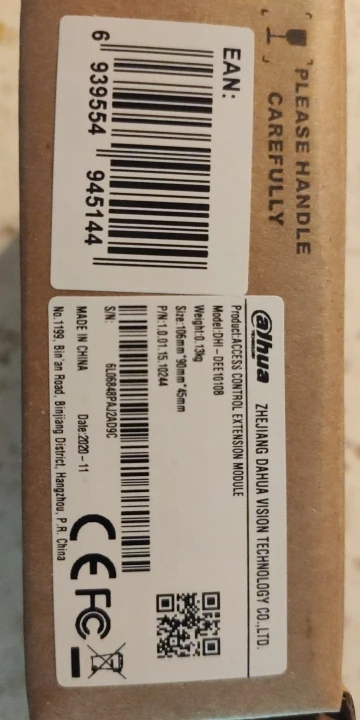 PLEASE HANDLE
CAREFULLY
EAN:
6 939554 945144
alhua
ZHEJIANG DAHUA VISION TECHNOLOGY CO.,LTD.
Product:ACCESS CONTROL EXTENSION MODULE
Model:DHI-DEE1010B
Weight:0.13kg
Size:106mm*90mm*45mm
P/N:1.0.01.15.10244
S/N:
6L06848PAJ2AD9C
MADE IN CHINA Date:2020-11
No.1199, Bin'an Road, Binjiang District, Hangzhou, P.R. China
CE FC